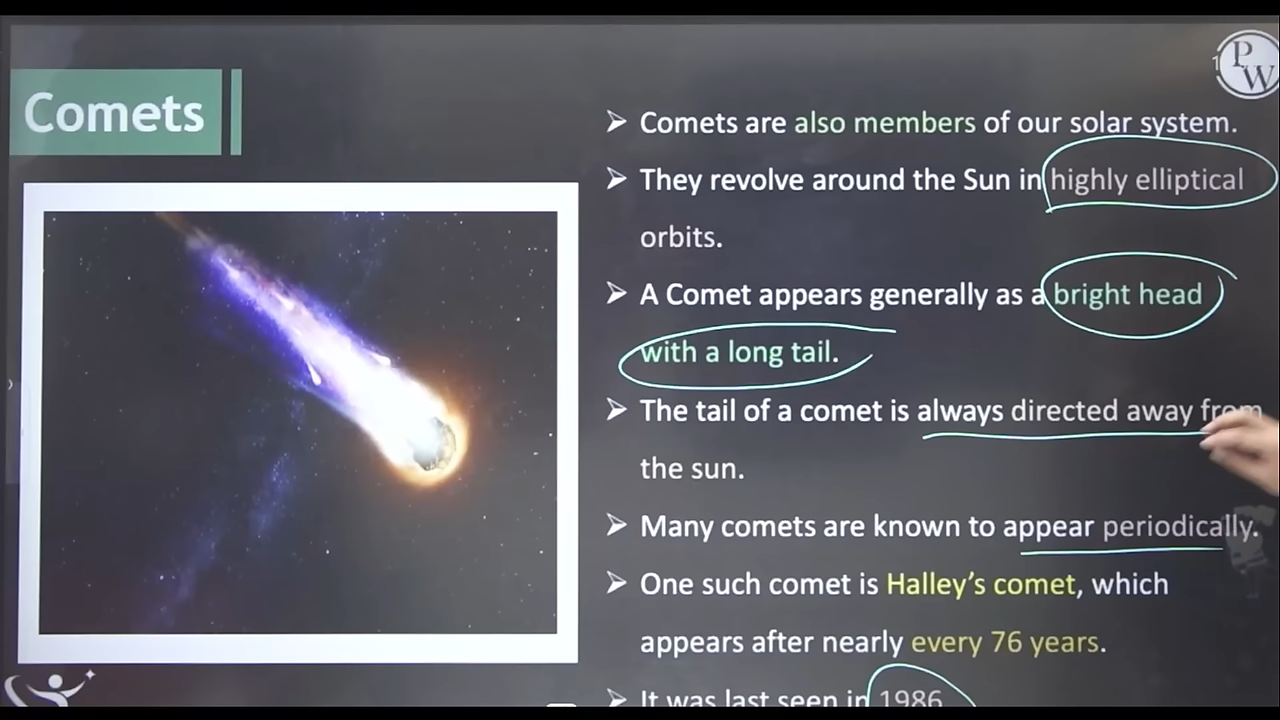 PW
Comets
Comets are also members of our solar system.
They revolve around the Sun in highly elliptical
orbits.
A Comet appears generally as a bright head
with a long tail.
The tail of a comet is always directed away from
the sun.
Many comets are known to appear periodically.
One such comet is Halley’s comet, which
appears after nearly every 76 years.
It was last seen in 1986